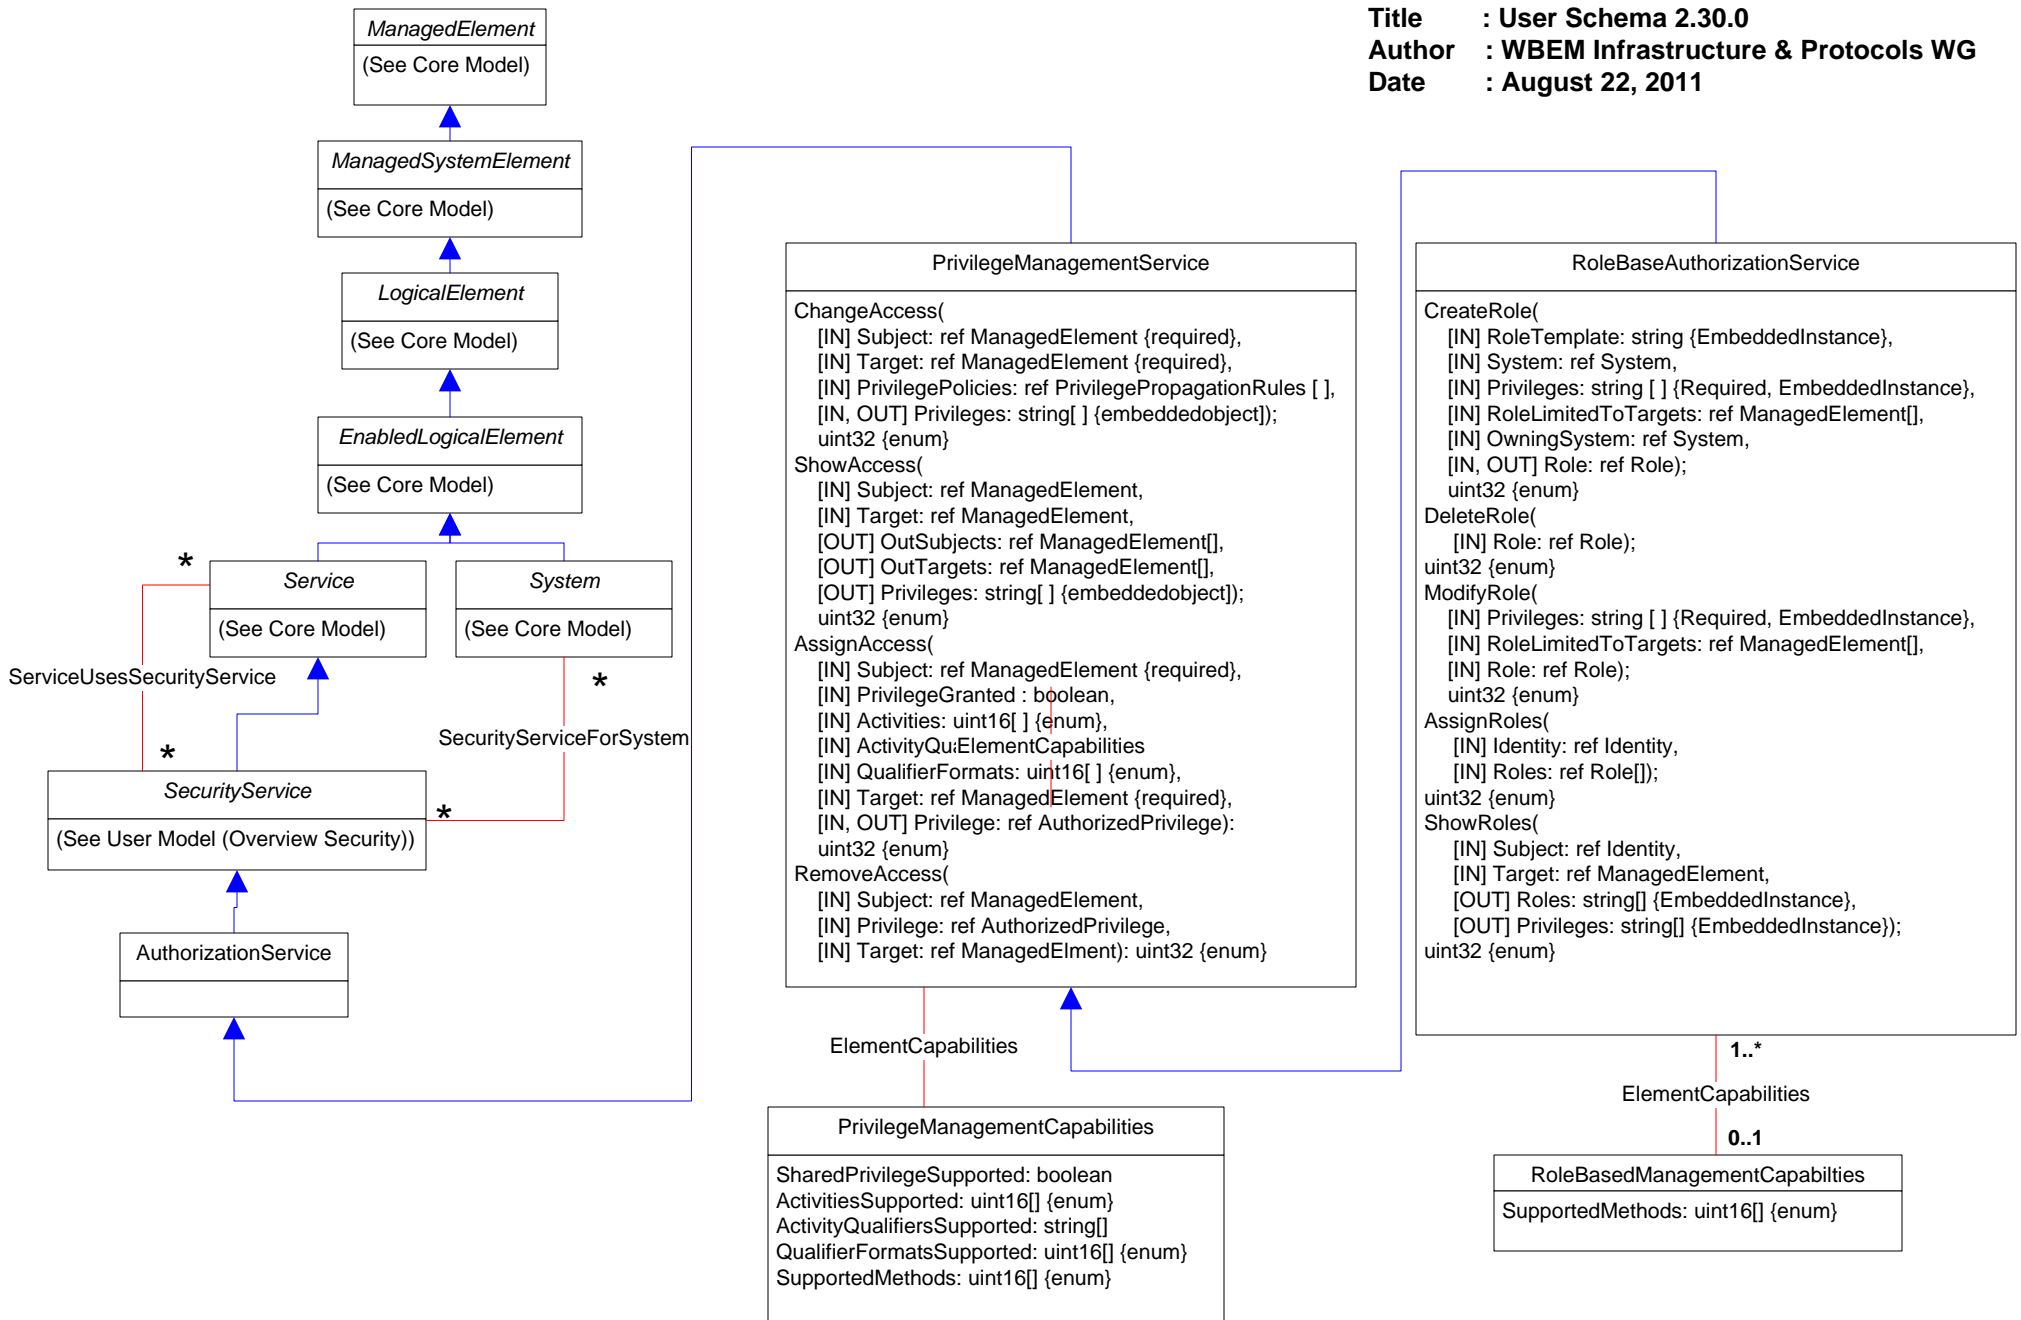 Title : User Schema 2.30.0
Author : WBEM Infrastructure & Protocols WG
Date : August 22, 2011
ManagedElement
(See Core Model)
ManagedSystemElement
(See Core Model)
LogicalElement
(See Core Model)
EnabledLogicalElement
(See Core Model)
*
Service
(See Core Model)
System
(See Core Model)
ServiceUsesSecurityService
*
SecurityServiceForSystem
*
SecurityService
*
(See User Model (Overview Security))
AuthorizationService
PrivilegeManagementService
ChangeAccess(
[IN] Subject: ref ManagedElement {required},
[IN] Target: ref ManagedElement {required},
[IN] PrivilegePolicies: ref PrivilegePropagationRules [ ],
[IN, OUT] Privileges: string[ ] {embeddedobject]);
uint32 {enum}
ShowAccess(
[IN] Subject: ref ManagedElement,
[IN] Target: ref ManagedElement,
[OUT] OutSubjects: ref ManagedElement[],
[OUT] OutTargets: ref ManagedElement[],
[OUT] Privileges: string[ ] {embeddedobject]);
uint32 {enum}
AssignAccess(
[IN] Subject: ref ManagedElement {required},
[IN] PrivilegeGranted : boolean,
[IN] Activities: uint16[ ] {enum},
[IN] ActivityQu
ElementCapabilities
[IN] QualifierFormats: uint16[ ] {enum},
[IN] Target: ref ManagedElement {required},
[IN, OUT] Privilege: ref AuthorizedPrivilege):
uint32 {enum}
RemoveAccess(
[IN] Subject: ref ManagedElement,
[IN] Privilege: ref AuthorizedPrivilege,
[IN] Target: ref ManagedElment): uint32 {enum}
ElementCapabilities
PrivilegeManagementCapabilities
SharedPrivilegeSupported: boolean
ActivitiesSupported: uint16[] {enum}
ActivityQualifiersSupported: string[]
QualifierFormatsSupported: uint16[] {enum}
SupportedMethods: uint16[] {enum}
RoleBaseAuthorizationService
CreateRole(
[IN] RoleTemplate: string {EmbeddedInstance},
[IN] System: ref System,
[IN] Privileges: string [ ] {Required, EmbeddedInstance},
[IN] RoleLimitedToTargets: ref ManagedElement[],
[IN] OwningSystem: ref System,
[IN, OUT] Role: ref Role);
uint32 {enum}
DeleteRole(
[IN] Role: ref Role);
uint32 {enum}
ModifyRole(
[IN] Privileges: string [ ] {Required, EmbeddedInstance},
[IN] RoleLimitedToTargets: ref ManagedElement[],
[IN] Role: ref Role);
uint32 {enum}
AssignRoles(
[IN] Identity: ref Identity,
[IN] Roles: ref Role[]);
uint32 {enum}
ShowRoles(
[IN] Subject: ref Identity,
[IN] Target: ref ManagedElement,
[OUT] Roles: string[] {EmbeddedInstance},
[OUT] Privileges: string[] {EmbeddedInstance});
uint32 {enum}
1..*
ElementCapabilities
0..1
RoleBasedManagementCapabilties
SupportedMethods: uint16[] {enum}